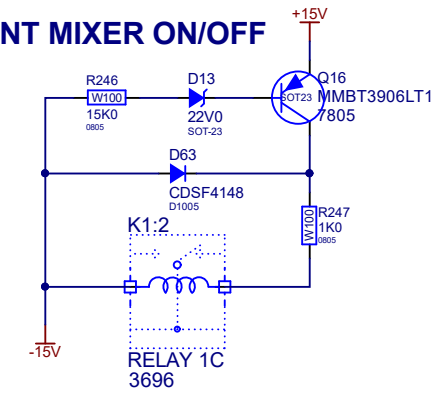 +15V
NT MIXER ON/OFF
R246
W100
15K0
0805
D13
22V0
SOT-23
Q16
SOT23
MMBT3906LT1
7805
D63
CDSF4148
D1005
R247
W100
1K0
0805
K1:2
-15V
RELAY 1C
3696